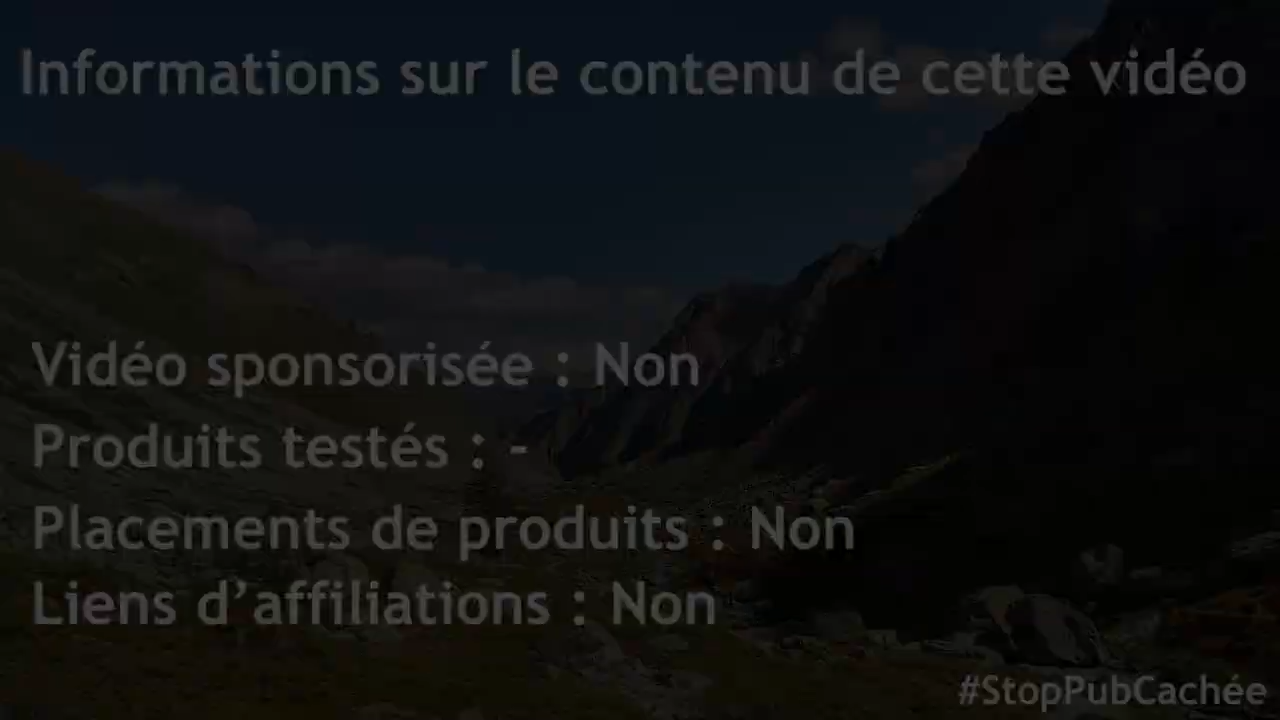 Informations sur le contenu de cette vidéo
Vidéo sponsorisée : Non
Produits testés : -
Placements de produits : Non
Liens d’affiliations : Non
#StopPubCachée